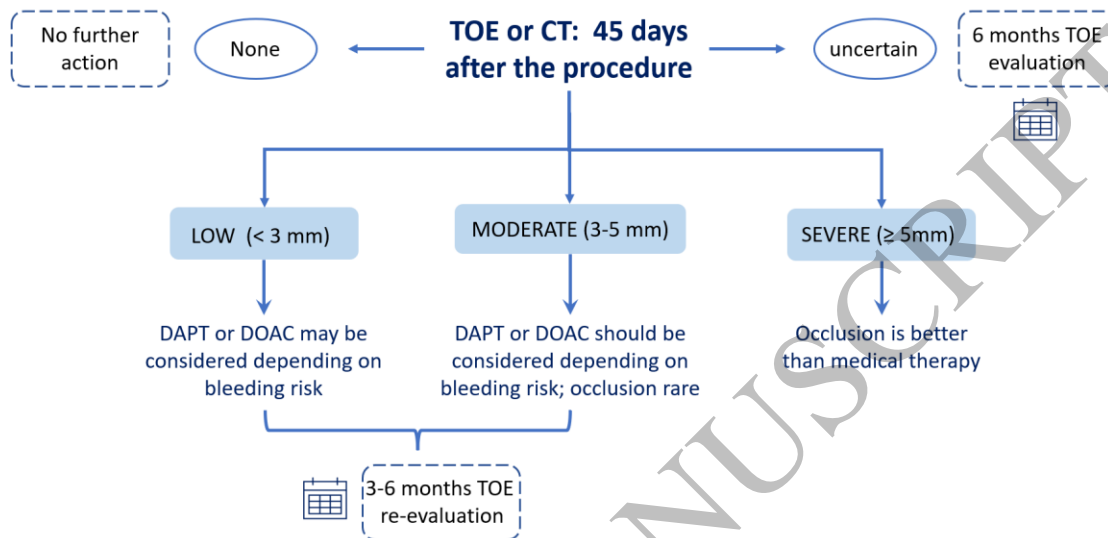 No further
action
None
TOE or CT: 45 days
after the procedure
uncertain
6 months TOE
evaluation
LOW (< 3 mm)
MODERATE (3-5 mm)
SEVERE (≥ 5mm)
DAPT or DOAC may be
considered depending on
bleeding risk
DAPT or DOAC should be
considered depending on
bleeding risk; occlusion rare
Occlusion is better
than medical therapy
3-6 months TOE
re-evaluation
NUSCRIPT